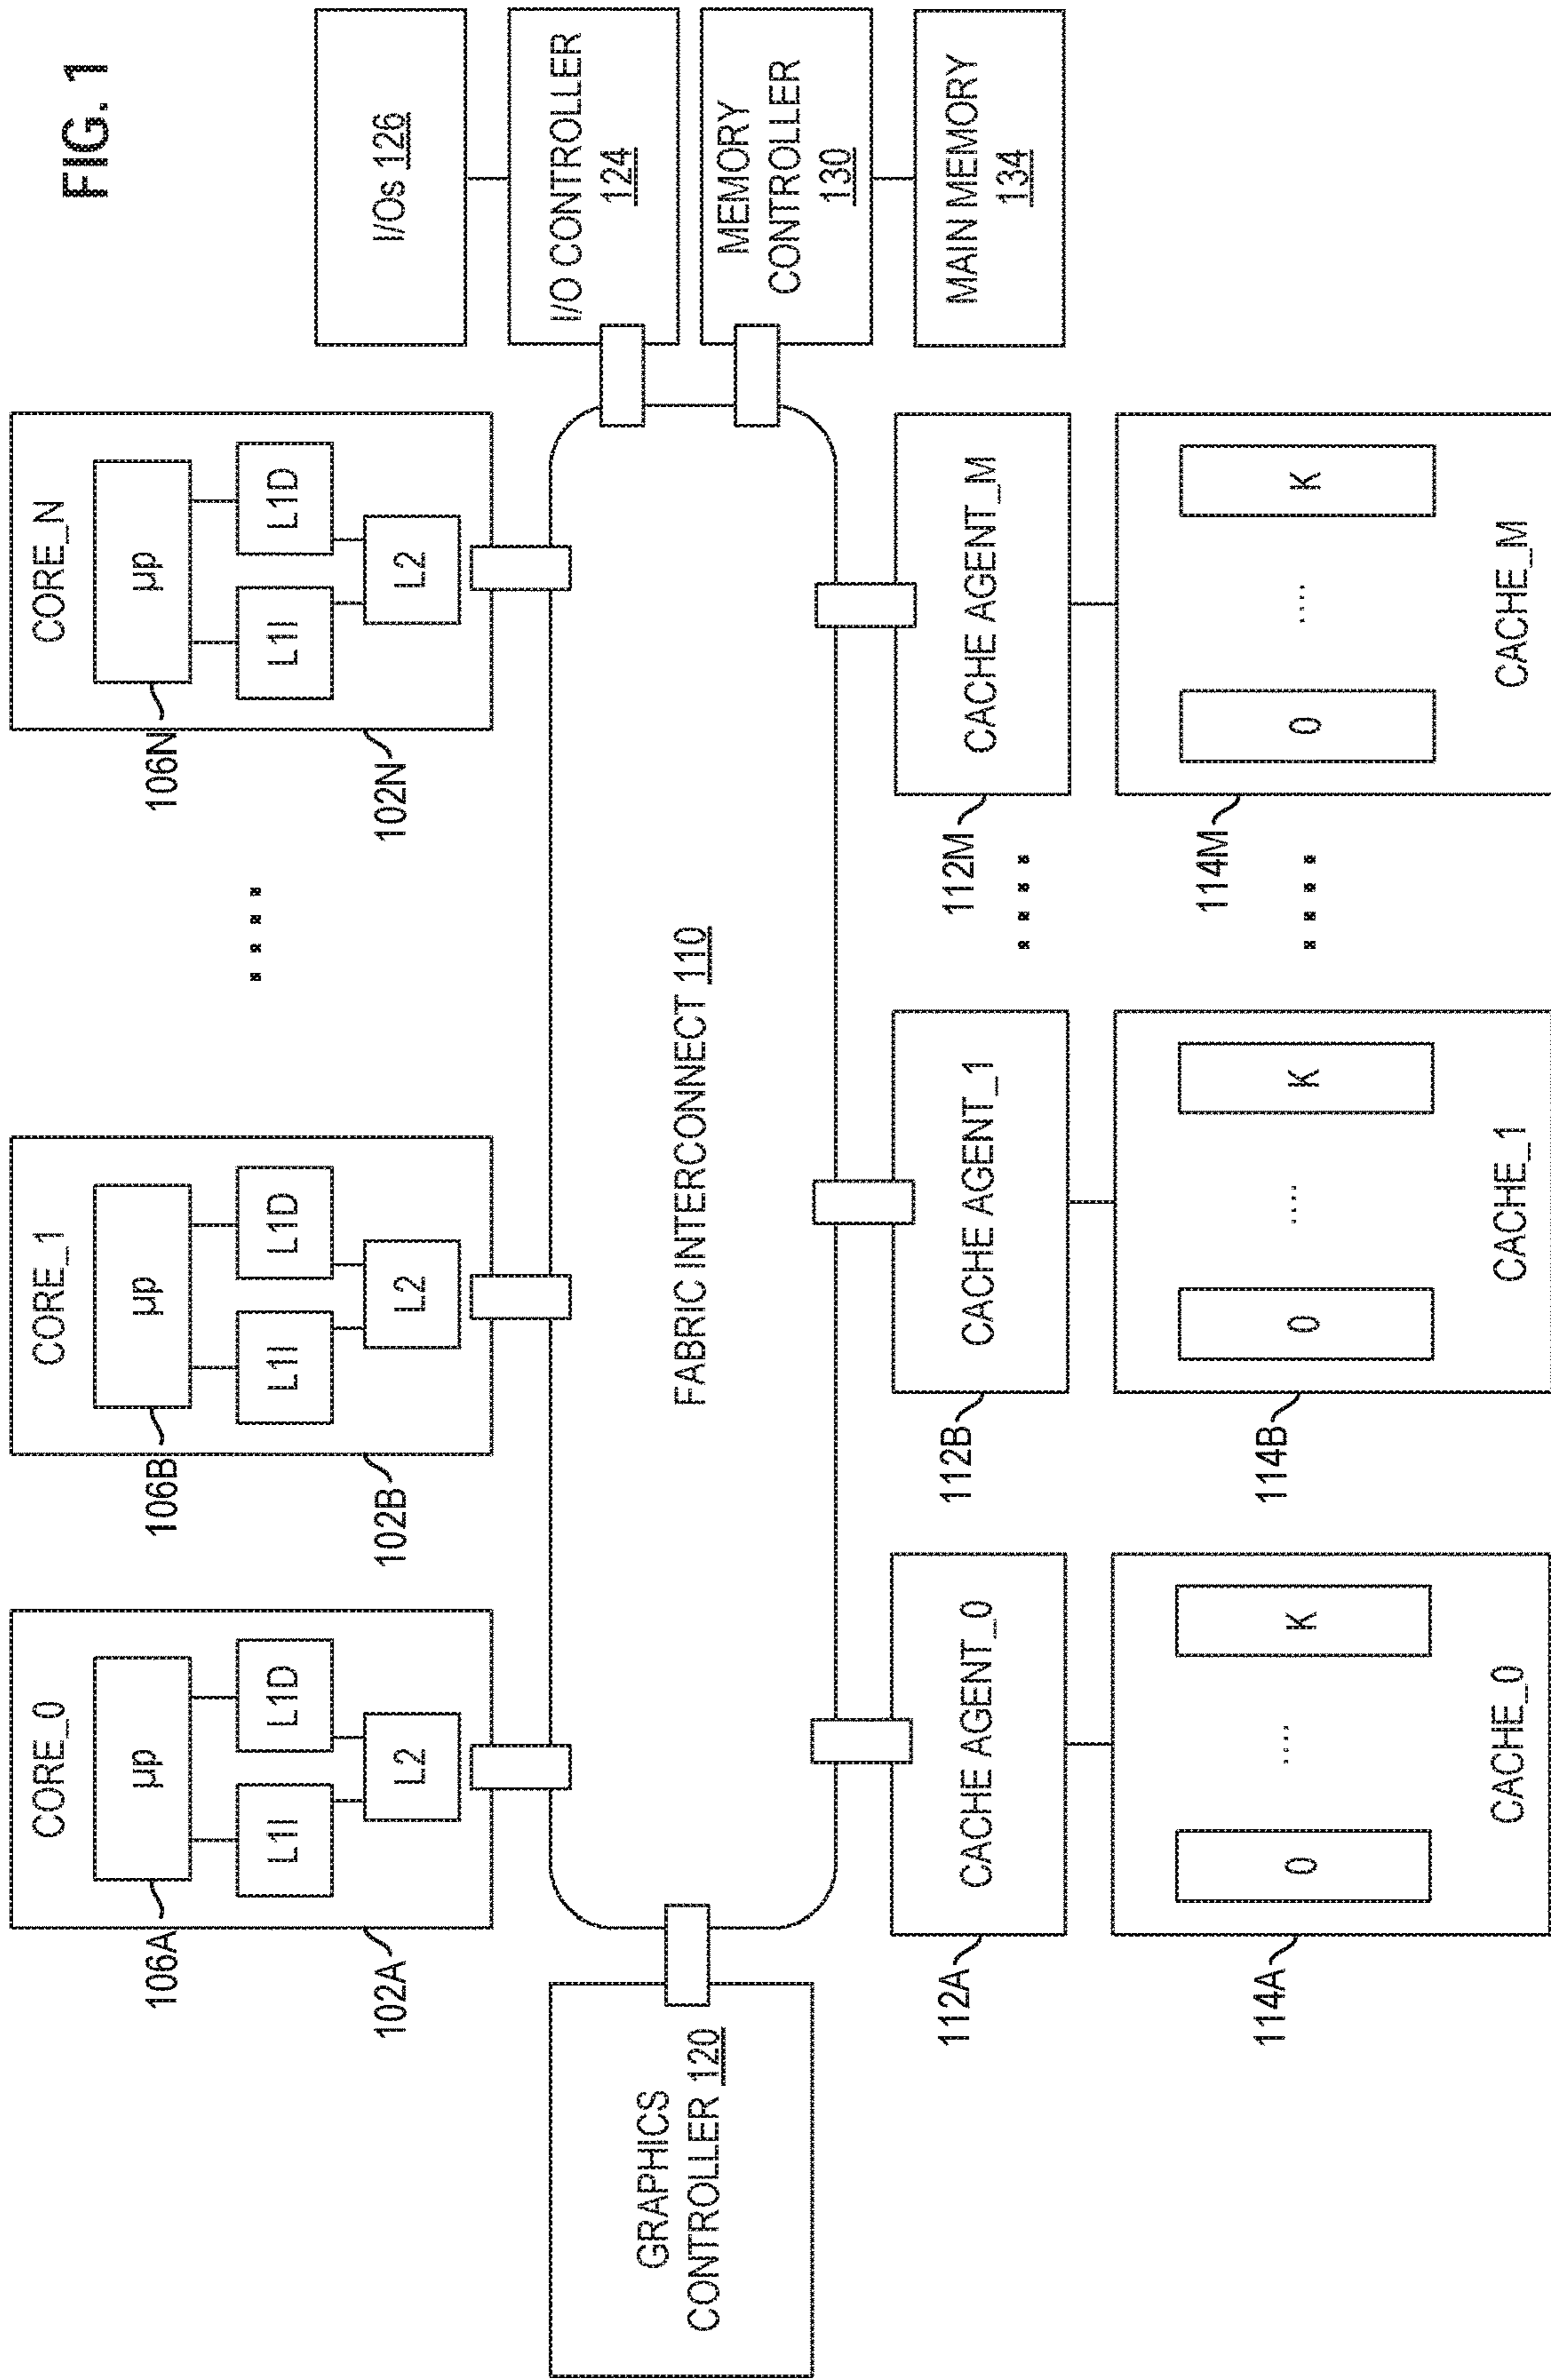 FIG. 1
CORE_0
µp
L1I
L1D
L2
106A
102A
CORE_1
µp
L1I
L1D
L2
106B
102B
....
CORE_N
µp
L1I
L1D
L2
106N
102N
I/Os 126
I/O CONTROLLER
124
MEMORY
CONTROLLER
130
MAIN MEMORY
134
GRAPHICS
CONTROLLER 120
FABRIC INTERCONNECT 110
CACHE AGENT_0
112A
0
....
K
CACHE_0
114A
CACHE AGENT_1
112B
0
....
K
CACHE_1
114B
....
....
CACHE AGENT_M
112M
0
....
K
CACHE_M
114M